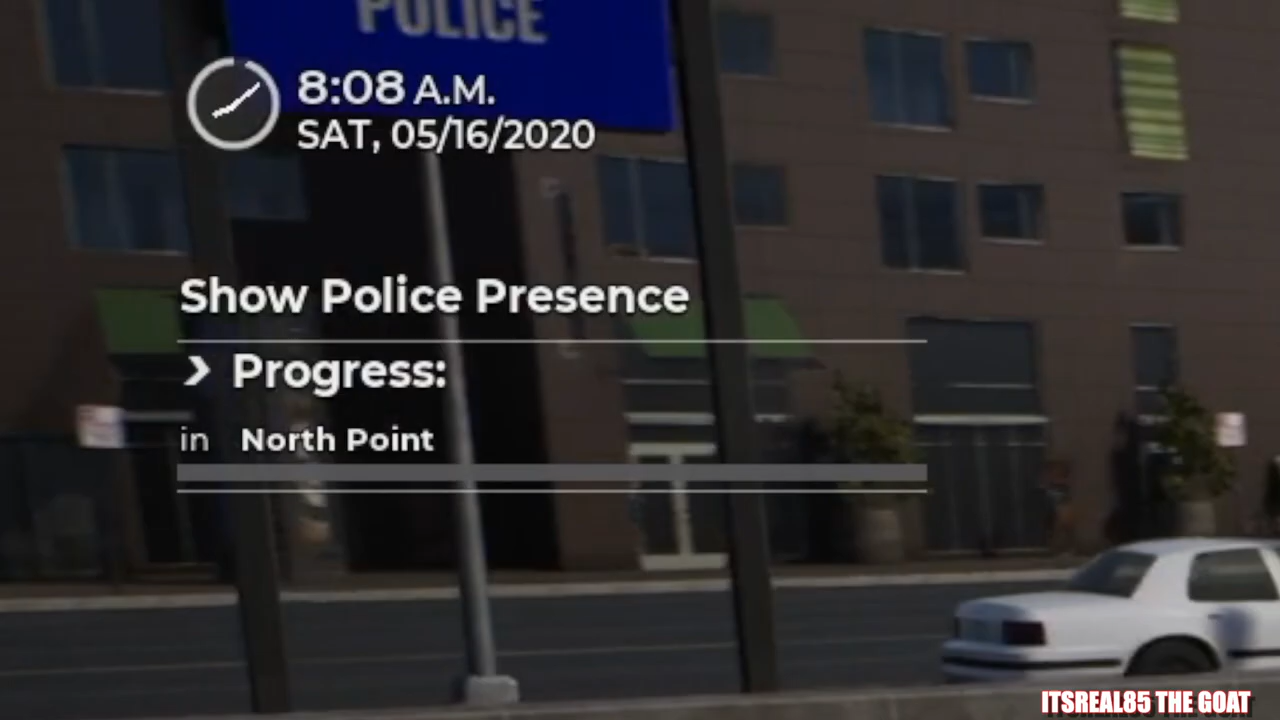 POLICE
8:08 A.M.
SAT, 05/16/2020
Show Police Presence
› Progress:
in North Point
ITSREAL85 THE GOAT